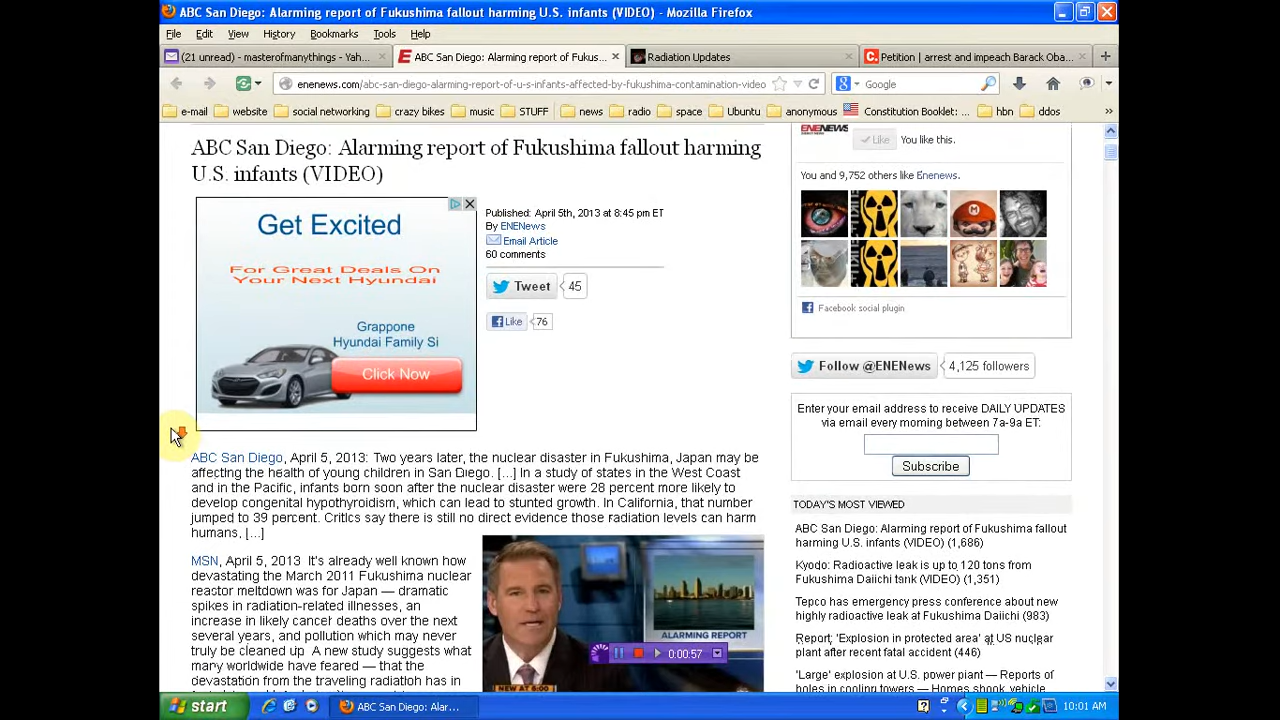 ABC San Diego: Alarming report of Fukushima fallout harming U.S. infants (VIDEO) - Mozilla Firefox
File Edit View History Bookmarks Tools Help
(21 unread) - masterofmanythings - Yah...
ABC San Diego: Alarming report of Fukus...
Radiation Updates
Petition | arrest and impeach Barack Oba...
enenews.com/abc-san-diego-alarming-report-of-u-s-infants-affected-by-fukushima-contamination-video
Google
e-mail website social networking crazy bikes music STUFF news radio space Ubuntu anonymous Constitution Booklet: ... hbn ddos »
ABC San Diego: Alarming report of Fukushima fallout harming
U.S. infants (VIDEO)
Get Excited
For Great Deals On
Your Next Hyundai
Grappone
Hyundai Family Si
Click Now
Published: April 5th, 2013 at 8:45 pm ET
By ENENews
Email Article
60 comments
Tweet 45
Like 76
ABC San Diego, April 5, 2013: Two years later, the nuclear disaster in Fukushima, Japan may be
affecting the health of young children in San Diego. [...] In a study of states in the West Coast
and in the Pacific, infants born soon after the nuclear disaster were 28 percent more likely to
develop congenital hypothyroidism, which can lead to stunted growth. In California, that number
jumped to 39 percent. Critics say there is still no direct evidence those radiation levels can harm
humans, [...]
MSN, April 5, 2013 It's already well known how
devastating the March 2011 Fukushima nuclear
reactor meltdown was for Japan — dramatic
spikes in radiation-related illnesses, an
increase in likely cancer deaths over the next
several years, and pollution which may never
truly be cleaned up A new study suggests what
many worldwide have feared — that the
devastation from the traveling radiation has in
ALARMING REPORT
NEW AT 6:00
0:00:57
ENENEWS
Like You like this.
You and 9,752 others like Enenews.
Facebook social plugin
Follow @ENENews 4,125 followers
Enter your email address to receive DAILY UPDATES
via email every morning between 7a-9a ET:
Subscribe
TODAY'S MOST VIEWED
ABC San Diego: Alarming report of Fukushima fallout
harming U.S. infants (VIDEO) (1,686)
Kyodo: Radioactive leak is up to 120 tons from
Fukushima Daiichi tank (VIDEO) (1,351)
Tepco has emergency press conference about new
highly radioactive leak at Fukushima Daiichi (983)
Report: 'Explosion in protected area' at US nuclear
plant after recent fatal accident (446)
'Large' explosion at U.S. power plant — Reports of
holes in cooling towers — Homes shook, vehicle
start
ABC San Diego: Alar...
10:01 AM